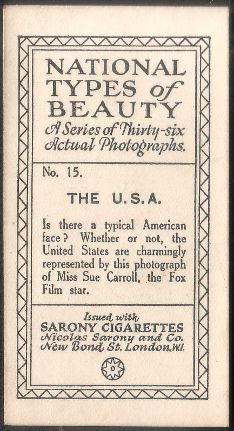 NATIONAL
TYPES of
BEAUTY
A Series of Thirty-six
Actual Photographs.
No. 15.
THE U.S.A.
Is there a typical American
face? Whether or not, the
United States are charmingly
represented by this photograph
of Miss Sue Carroll, the Fox
Film star.
Issued with
SARONY CIGARETTES
Nicolas Sarony and Co.
New Bond St. London, W.1.